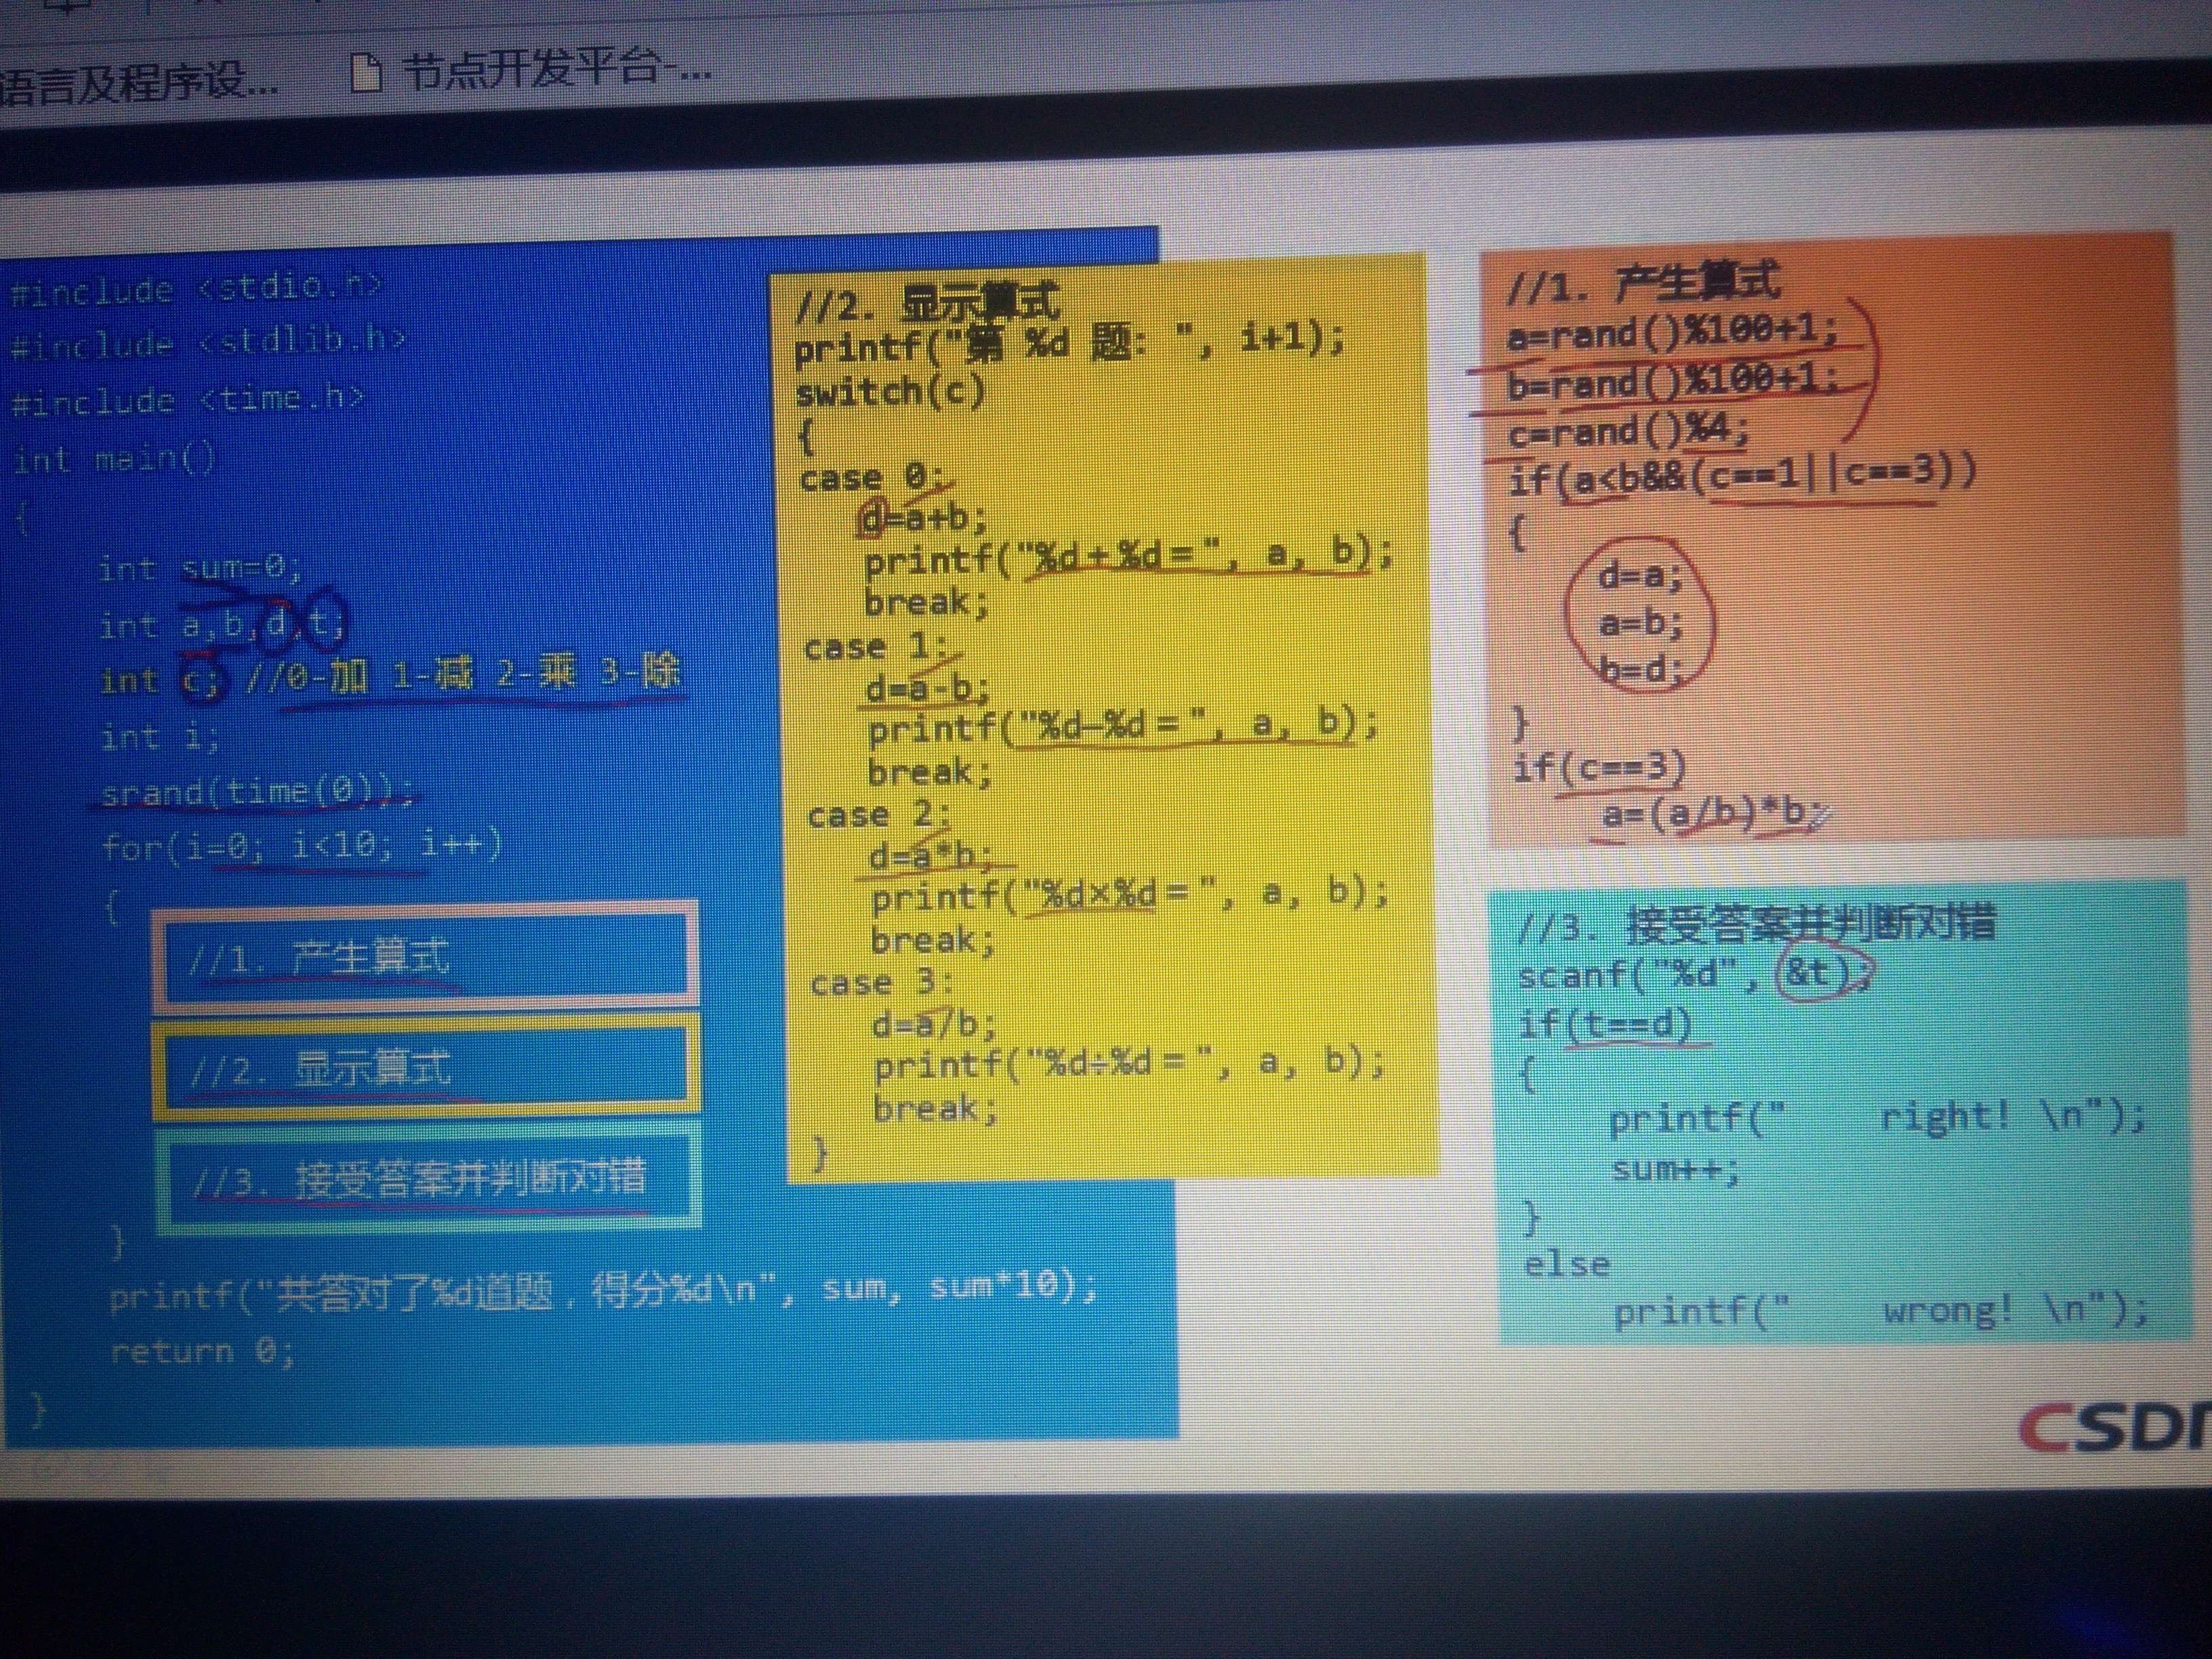 语言及程序设...
节点开发平台-...
#include <stdio.h>
#include <stdlib.h>
#include <time.h>
int main()
{
int sum=0;
int a,b,d,t;
int c; //0-加 1-减 2-乘 3-除
int i;
srand(time(0));
for(i=0; i<10; i++)
{
//1. 产生算式
//2. 显示算式
//3. 接受答案并判断对错
}
printf("共答对了%d道题，得分%d\n", sum, sum*10);
return 0;
}
//2. 显示算式
printf("第 %d 题: ", i+1);
switch(c)
{
case 0:
d=a+b;
printf("%d+%d=", a, b);
break;
case 1:
d=a-b;
printf("%d—%d=", a, b);
break;
case 2:
d=a*b;
printf("%d×%d=", a, b);
break;
case 3:
d=a/b;
printf("%d÷%d=", a, b);
break;
}
//1. 产生算式
a=rand()%100+1;
b=rand()%100+1;
c=rand()%4;
if(a<b&&(c==1||c==3))
{
d=a;
a=b;
b=d;
}
if(c==3)
a=(a/b)*b;
//3. 接受答案并判断对错
scanf("%d", &t);
if(t==d)
{
printf("    right! \n");
sum++;
}
else
printf("    wrong! \n");